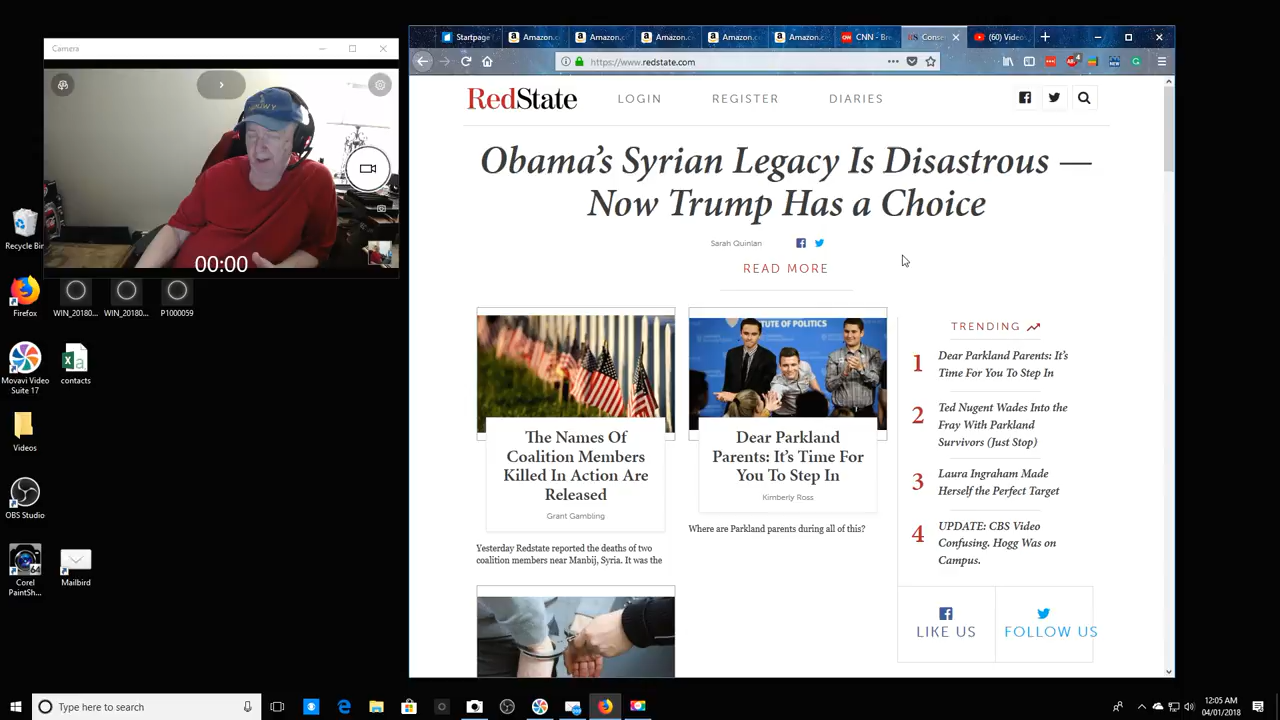 Camera
00:00
Recycle Bin
Firefox
WIN_20180...
WIN_20180...
P1000059
Movavi Video
Suite 17
contacts
Videos
OBS Studio
Corel
PaintSh...
Mailbird
Startpage
Amazon.c
Amazon.
Amazon.c
Amazon.c
Amazon.
CNN - Bre
Conse
(60) Video
https://www.redstate.com
RedState
LOGIN
REGISTER
DIARIES
Obama's Syrian Legacy Is Disastrous —
Now Trump Has a Choice
Sarah Quinlan
READ MORE
The Names Of
Coalition Members
Killed In Action Are
Released
Grant Gambling
Yesterday Redstate reported the deaths of two
coalition members near Manbij, Syria. It was the
TUTE OF POLITICS
Dear Parkland
Parents: It's Time For
You To Step In
Kimberly Ross
Where are Parkland parents during all of this?
TRENDING
1
Dear Parkland Parents: It's
Time For You To Step In
2
Ted Nugent Wades Into the
Fray With Parkland
Survivors (Just Stop)
3
Laura Ingraham Made
Herself the Perfect Target
4
UPDATE: CBS Video
Confusing. Hogg Was on
Campus.
LIKE US
FOLLOW US
Type here to search
12:05 AM
04/01/2018